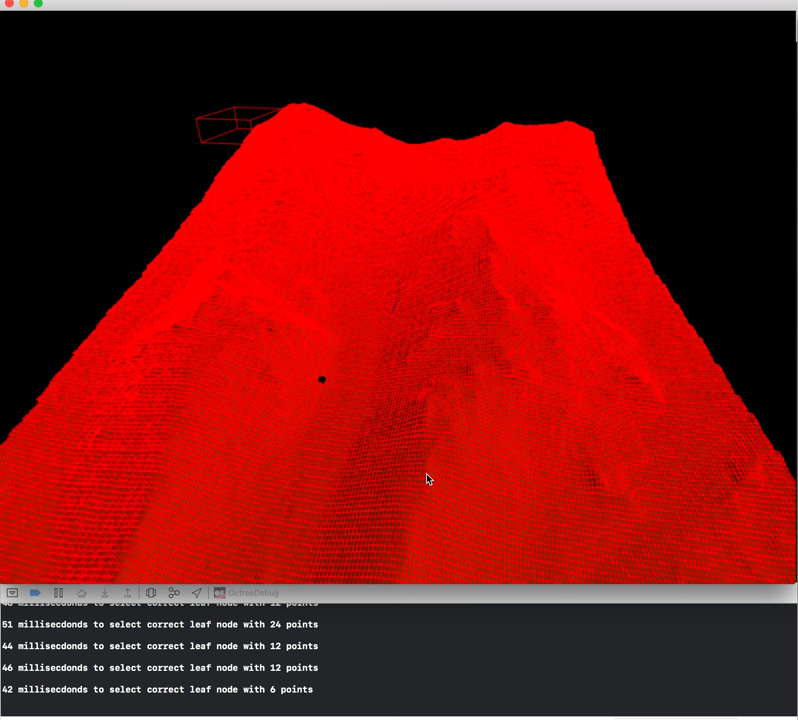 OctreeDebug
millisecdonds to select correct leaf node with 12 points
51 millisecdonds to select correct leaf node with 24 points
44 millisecdonds to select correct leaf node with 12 points
46 millisecdonds to select correct leaf node with 12 points
42 millisecdonds to select correct leaf node with 6 points